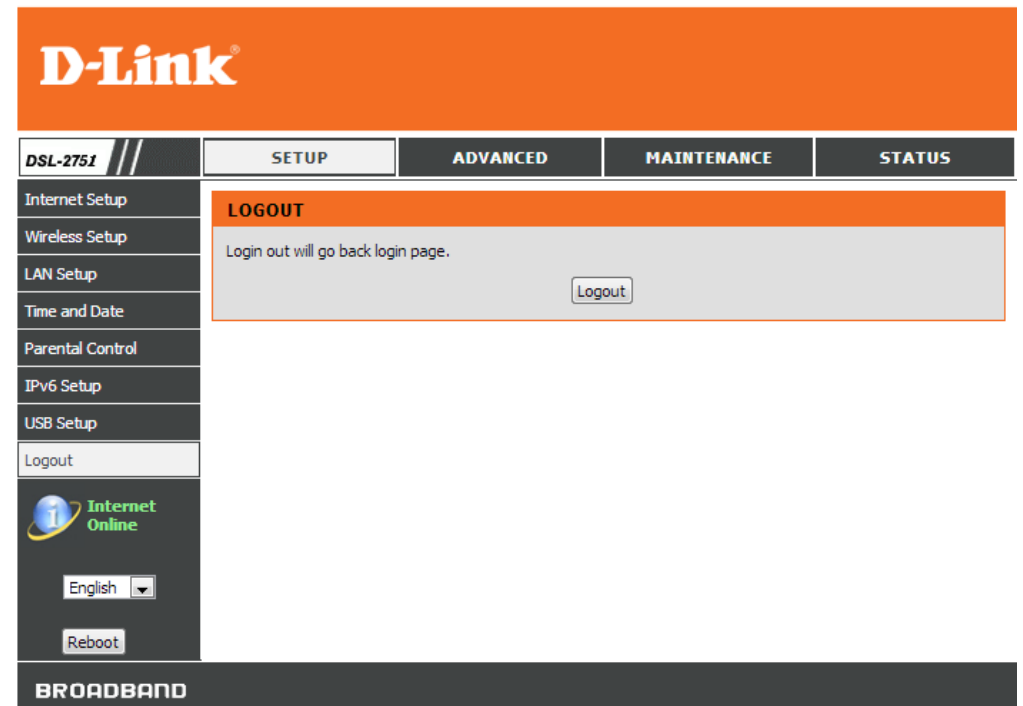 D-Link®
DSL-2751
SETUP
ADVANCED
MAINTENANCE
STATUS
Internet Setup
Wireless Setup
LAN Setup
Time and Date
Parental Control
IPv6 Setup
USB Setup
Logout
Internet
Online
English
Reboot
LOGOUT
Login out will go back login page.
Logout
BROADBAND